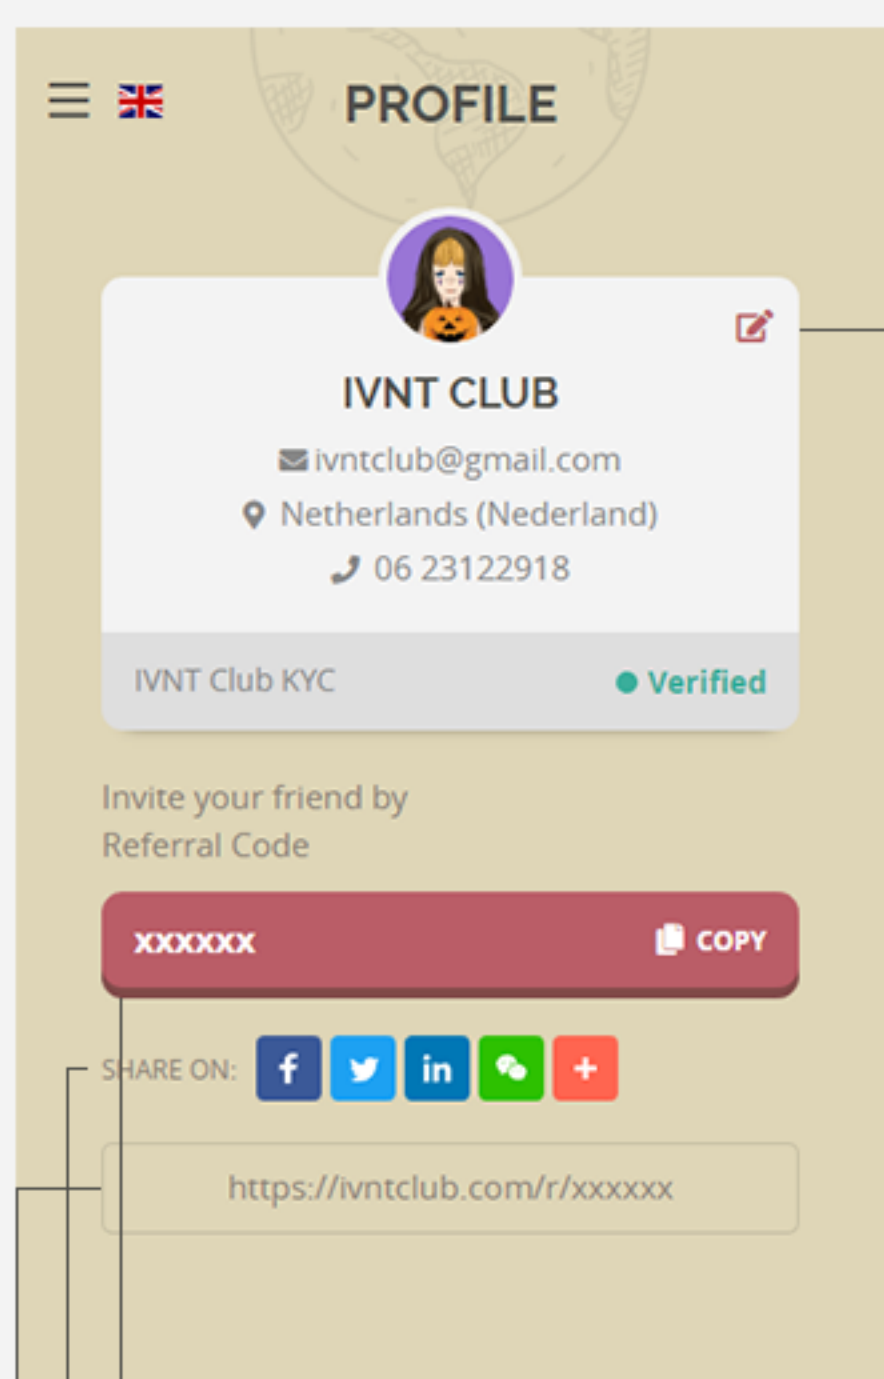 PROFILE
IVNT CLUB
ivntclub@gmail.com
Netherlands (Nederland)
06 23122918
IVNT Club KYC
Verified
Invite your friend by
Referral Code
xxxxxx
COPY
SHARE ON:
f
in
+
https://ivntclub.com/r/xxxxxx